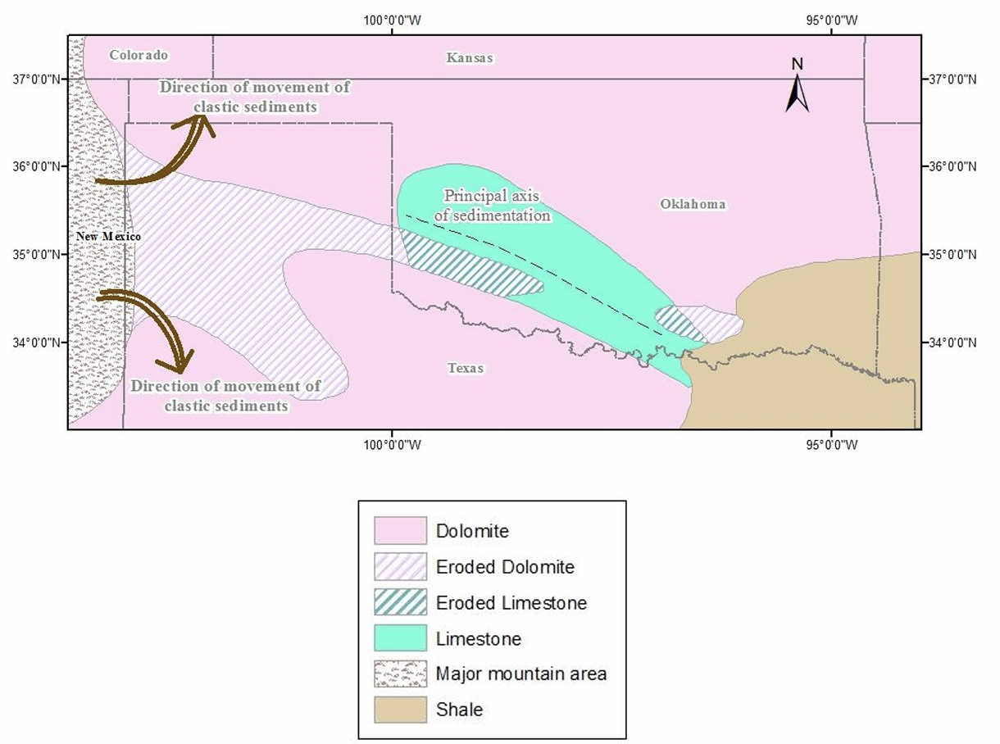 100°0'0"W
95°0'0"W
Colorado
Kansas
N
37°0'0"N
37°0'0"N
Direction of movement of
clastic sediments
36°0'0"N
36°0'0"N
Principal axis
of sedimentation
Oklahoma
New Mexico
35°0'0"N
35°0'0"N
34°0'0"N
34°0'0"N
Texas
Direction of movement of
clastic sediments
100°0'0"W
95°0'0"W
Dolomite
Eroded Dolomite
Eroded Limestone
Limestone
Major mountain area
Shale